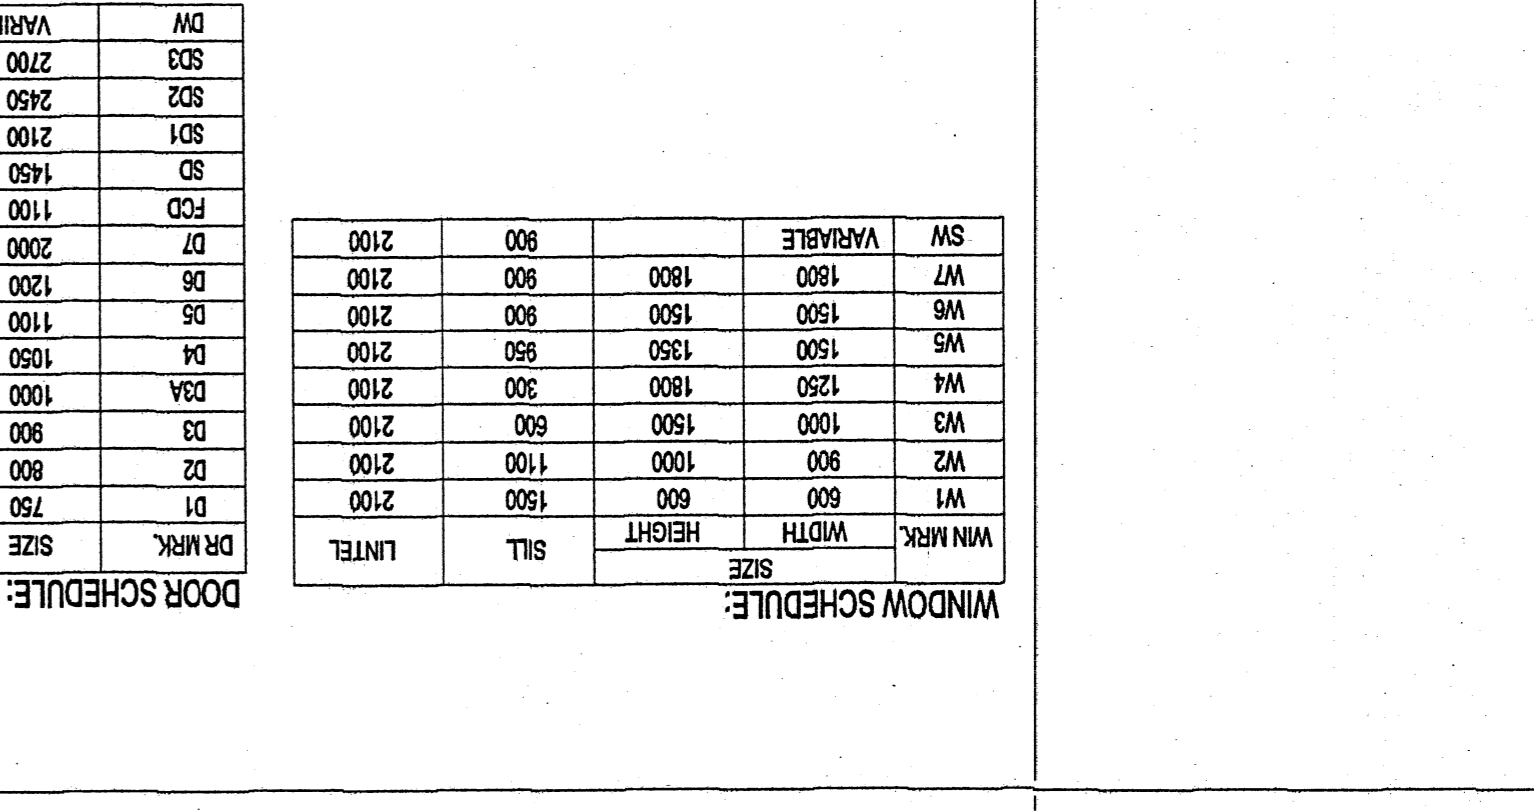 WINDOW SCHEDULE:
WIN MRK. SIZE SILL LINTEL
WIDTH HEIGHT
W1 600 600 1500 2100
W2 900 1000 1100 2100
W3 1000 1500 600 2100
W4 1250 1800 300 2100
W5 1500 1350 950 2100
W6 1500 1500 900 2100
W7 1800 1800 900 2100
SW VARIABLE 900 2100
DOOR SCHEDULE:
DR MRK. SIZE
D1 750
D2 800
D3 900
D3A 1000
D4 1050
D5 1100
D6 1200
D7 2000
FCD 1100
SD 1450
SD1 2100
SD2 2450
SD3 2700
DW